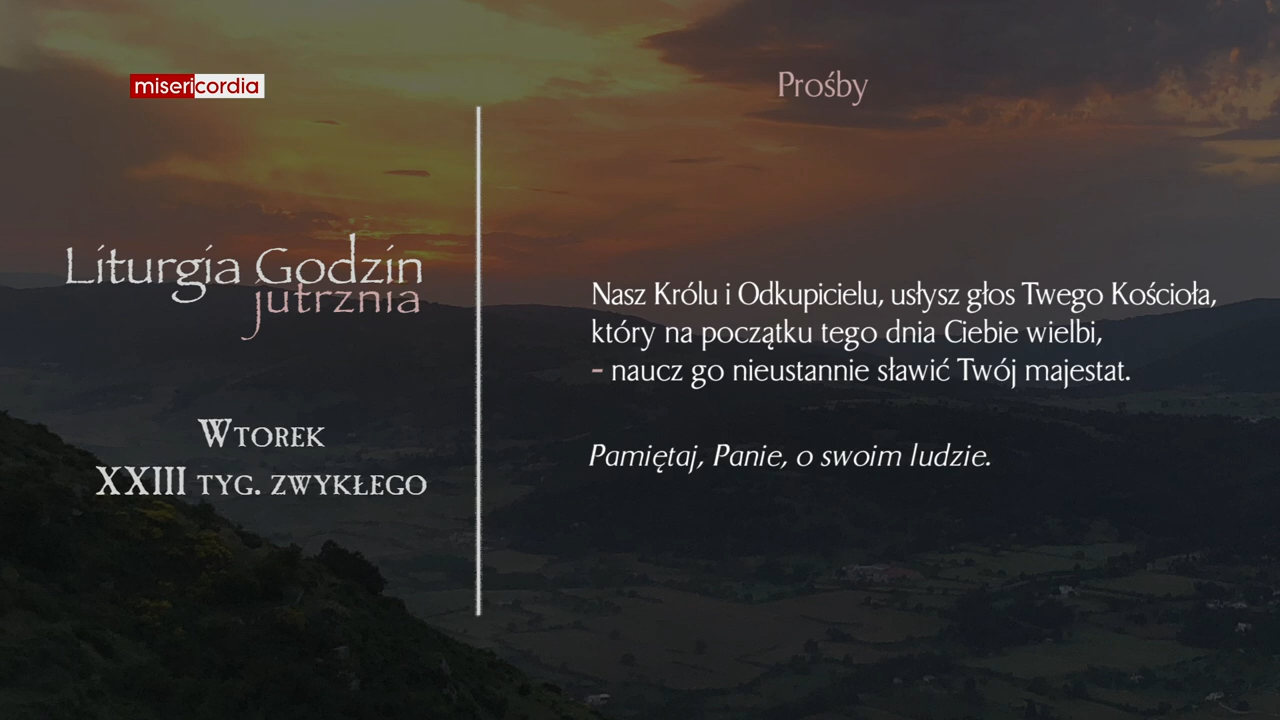 misericordia
Liturgia Godzin
jutrznia
Wtorek
XXIII tyg. zwykłego
Prośby
Nasz Królu i Odkupicielu, usłysz głos Twego Kościoła,
który na początku tego dnia Ciebie wielbi,
- naucz go nieustannie sławić Twój majestat.
Pamiętaj, Panie, o swoim ludzie.